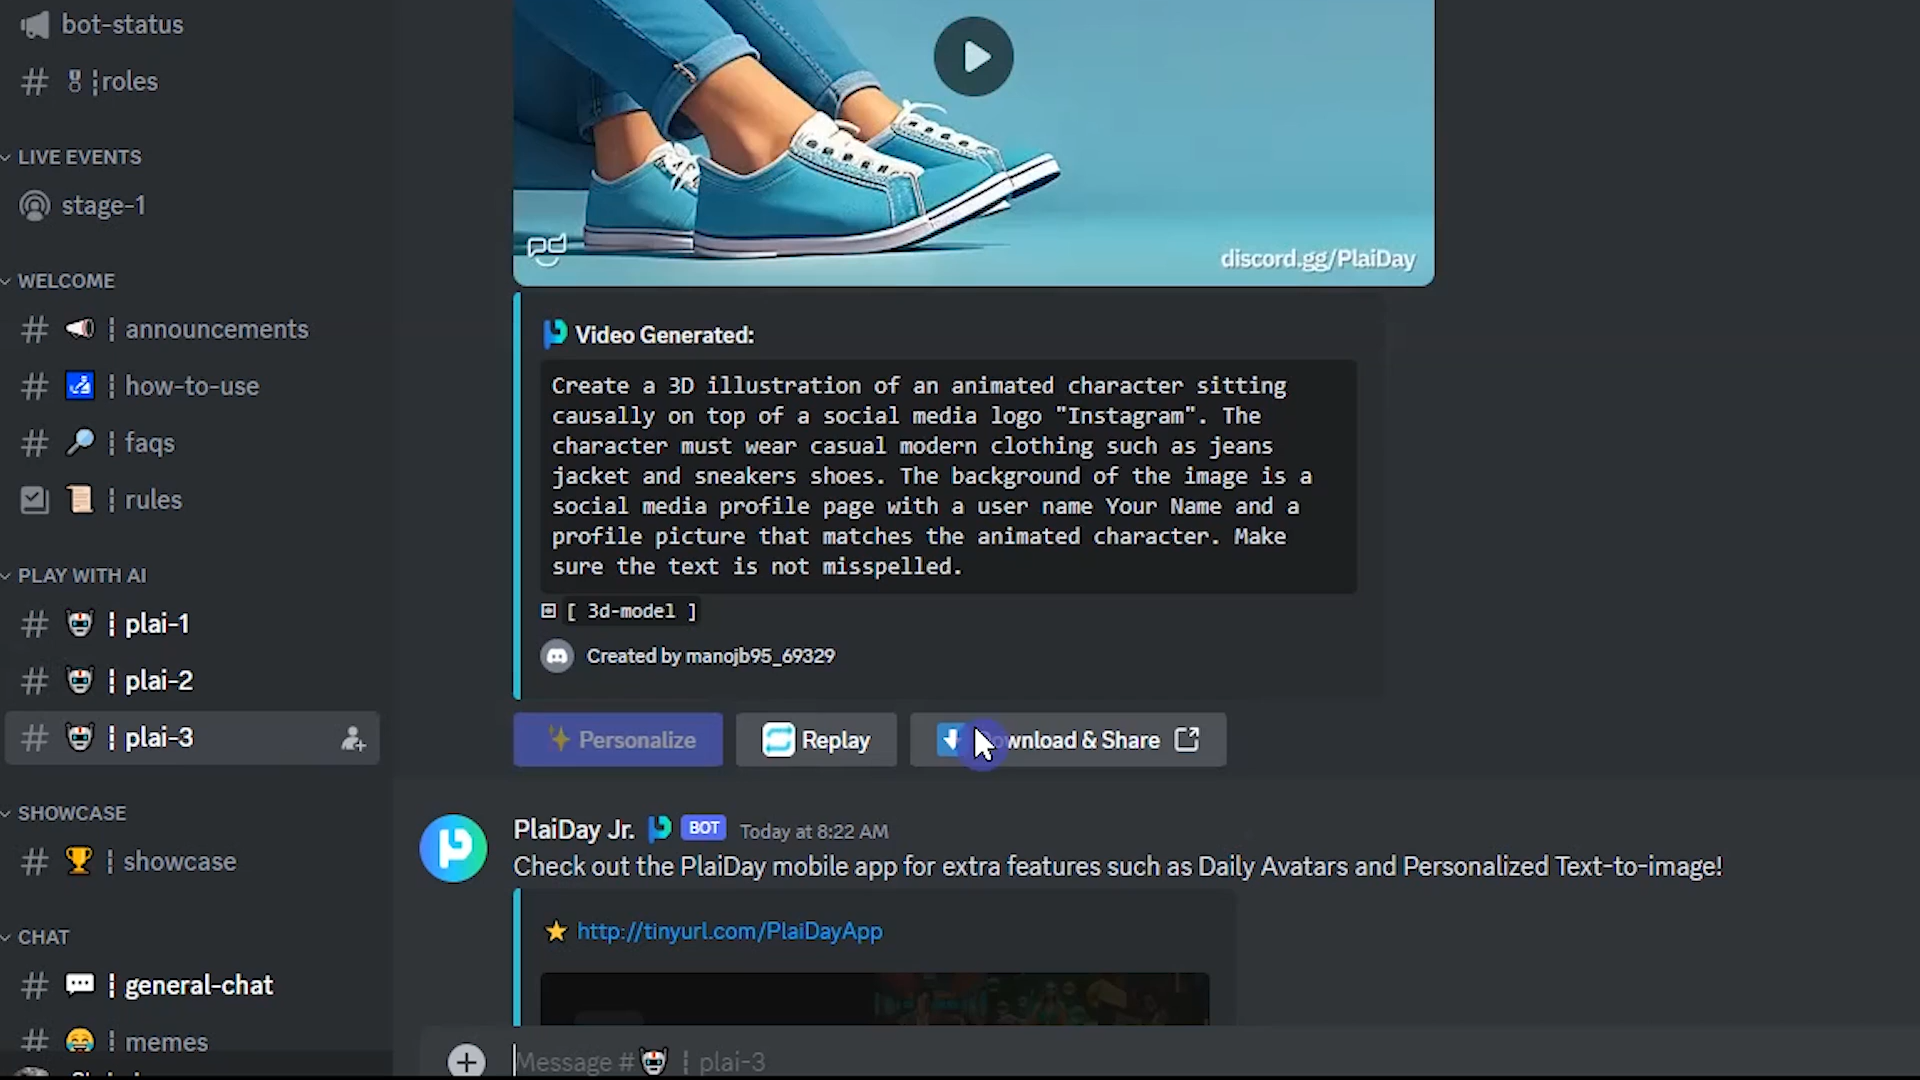 bot-status
roles
LIVE EVENTS
stage-1
WELCOME
announcements
how-to-use
faqs
rules
PLAY WITH AI
plai-1
plai-2
plai-3
SHOWCASE
showcase
CHAT
general-chat
memes
pd
discord.gg/PlaiDay
Video Generated:
Create a 3D illustration of an animated character sitting
causally on top of a social media logo "Instagram". The
character must wear casual modern clothing such as jeans
jacket and sneakers shoes. The background of the image is a
social media profile page with a user name Your Name and a
profile picture that matches the animated character. Make
sure the text is not misspelled.
[ 3d-model ]
Created by manojb95_69329
Personalize
Replay
Download & Share
PlaiDay Jr. BOT Today at 8:22 AM
Check out the PlaiDay mobile app for extra features such as Daily Avatars and Personalized Text-to-image!
http://tinyurl.com/PlaiDayApp
Message # plai-3